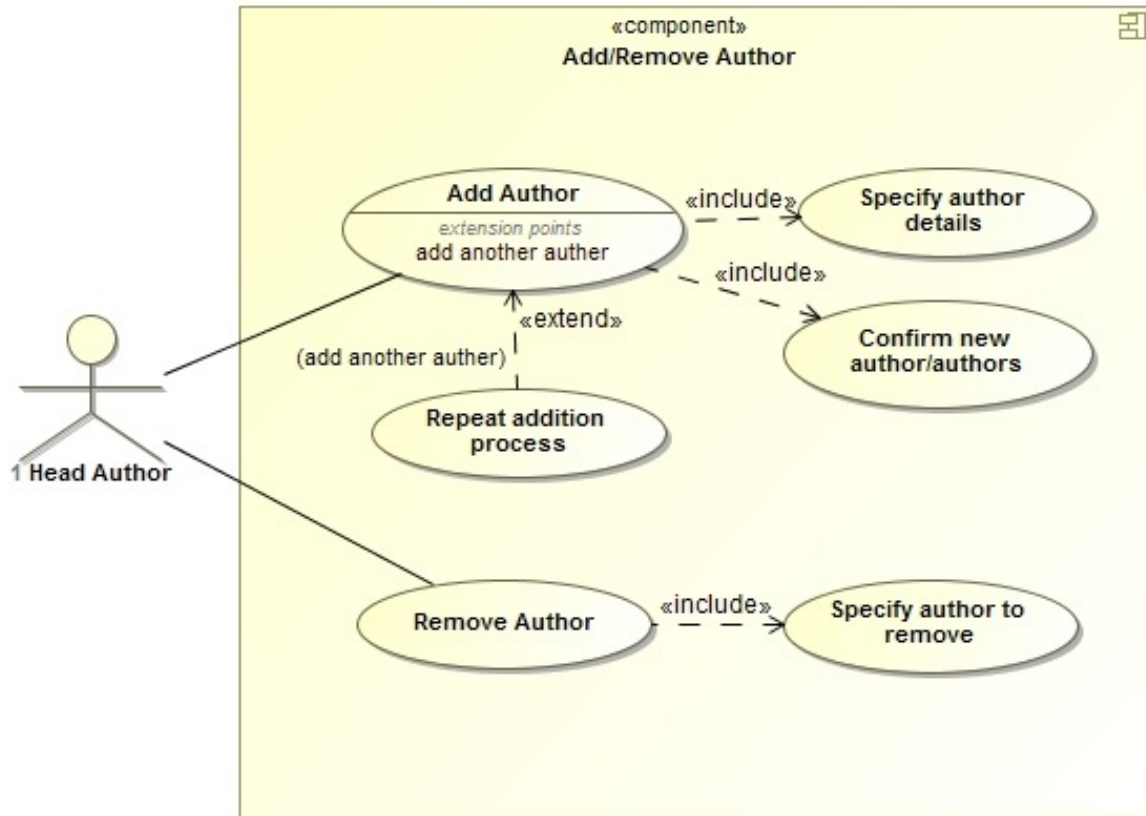 «component»
Add/Remove Author
Add Author
extension points
add another auther
«include»
Specify author
details
«include»
Confirm new
author/authors
«extend»
(add another auther)
Repeat addition
process
1 Head Author
Remove Author
«include»
Specify author to
remove